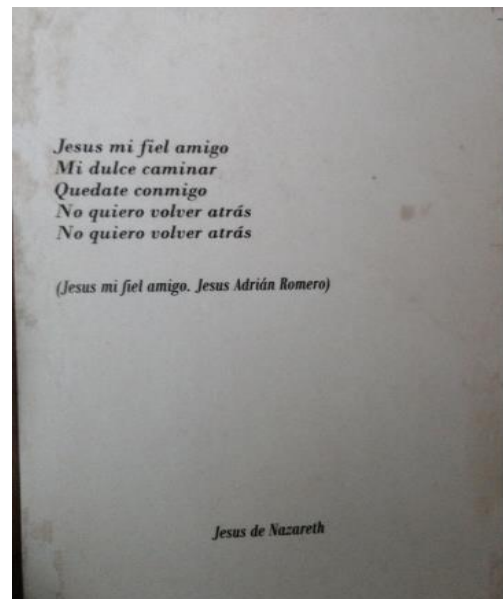 Jesus mi fiel amigo
Mi dulce caminar
Quedate conmigo
No quiero volver atrás
No quiero volver atrás
(Jesus mi fiel amigo. Jesus Adrián Romero)
Jesus de Nazareth